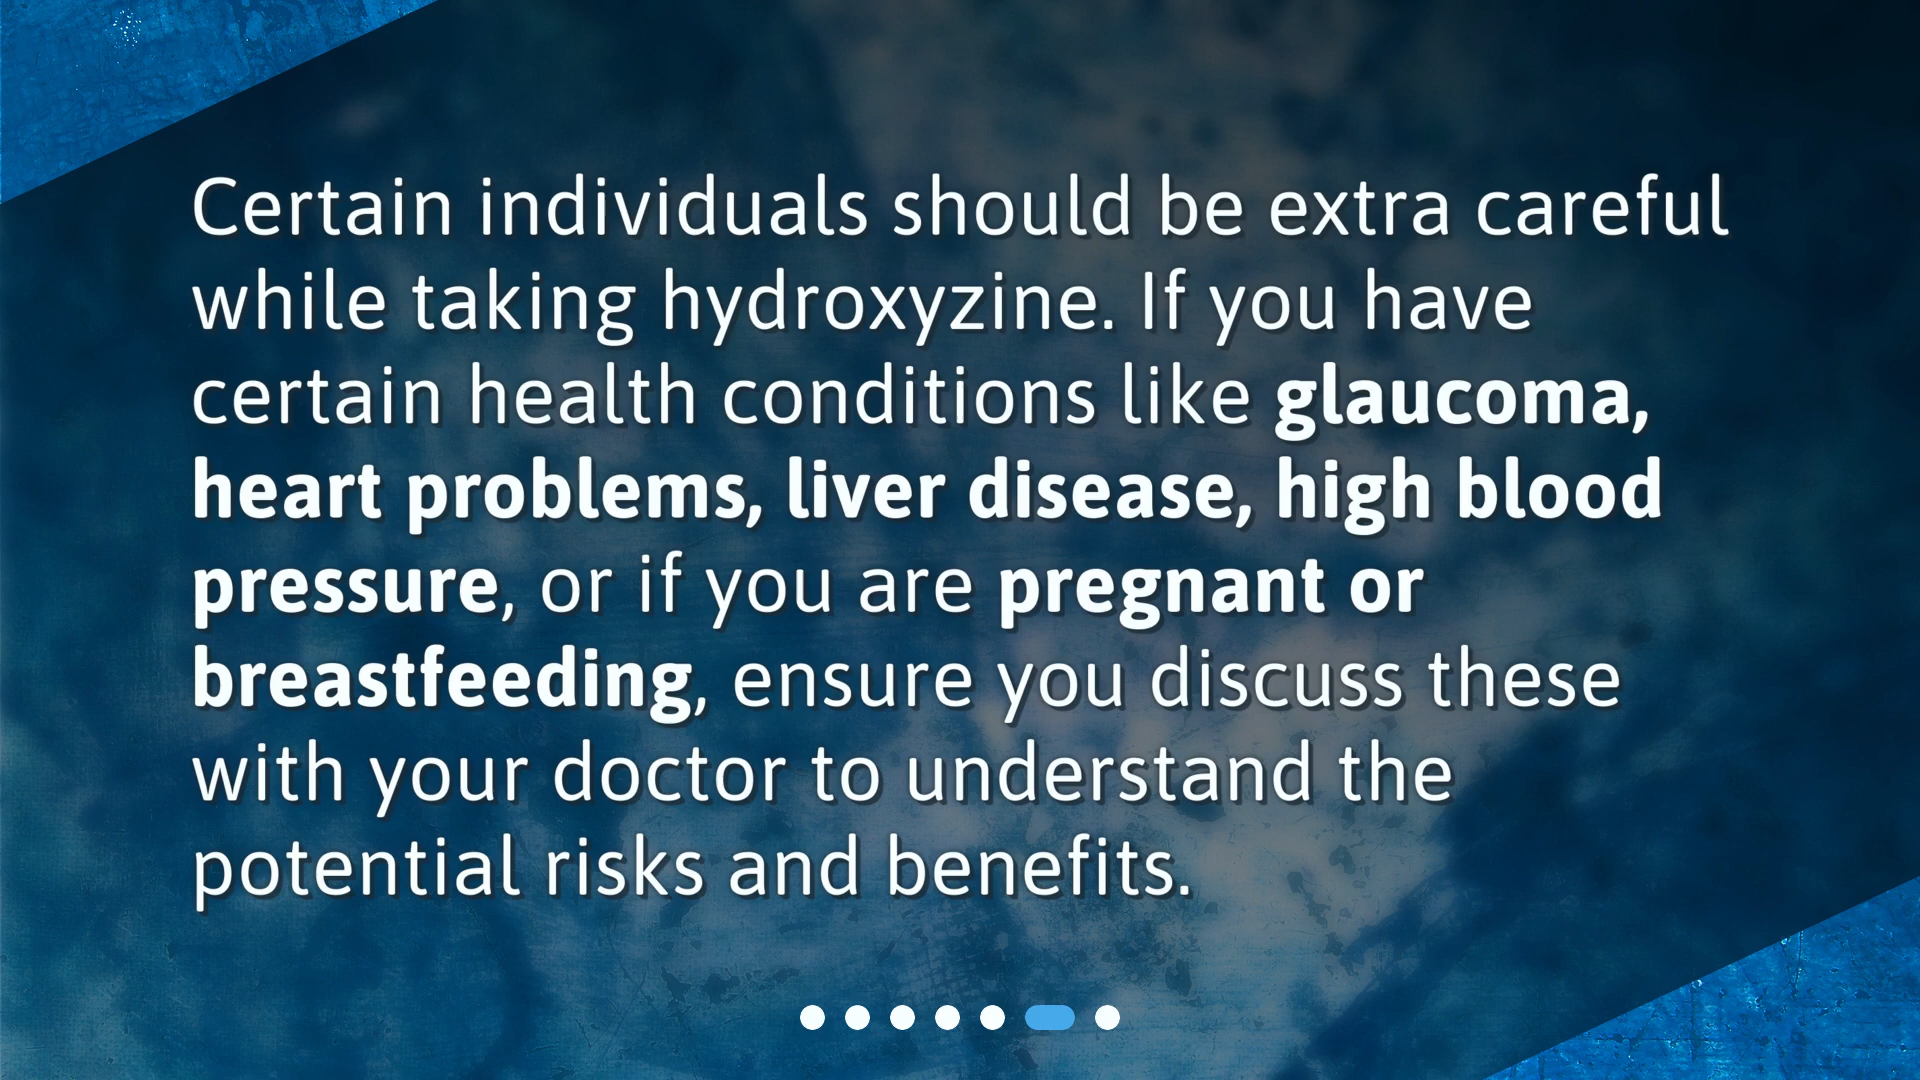 Certain individuals should be extra careful
while taking hydroxyzine. If you have
certain health conditions like glaucoma,
heart problems, liver disease, high blood
pressure, or if you are pregnant or
breastfeeding, ensure you discuss these
with your doctor to understand the
potential risks and benefits.